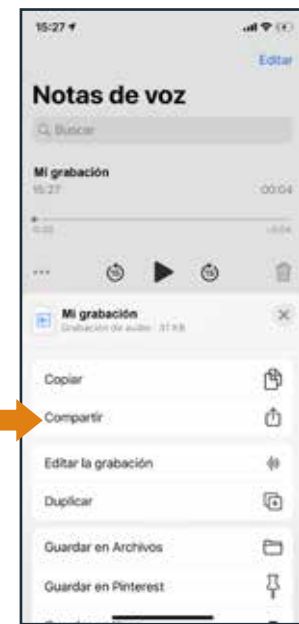 15:27
Editar
Notas de voz
Buscar
Mi grabación
15:27 00:04
Mi grabación
Grabación de audio · 31 KB
Copiar
Compartir
Editar la grabación
Duplicar
Guardar en Archivos
Guardar en Pinterest